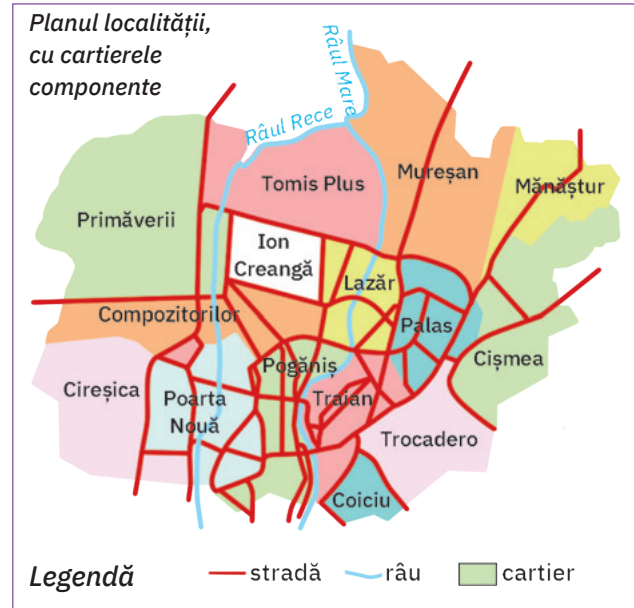 Planul localității,
cu cartierele
componente
Râul Mare
Râul Rece
Tomis Plus
Mureșan
Mănăștur
Primăverii
Ion
Creangă
Lazăr
Compozitorilor
Palas
Cișmea
Pogăniș
Cireșica
Poarta
Nouă
Traian
Trocadero
Coiciu
Legendă
stradă
râu
cartier